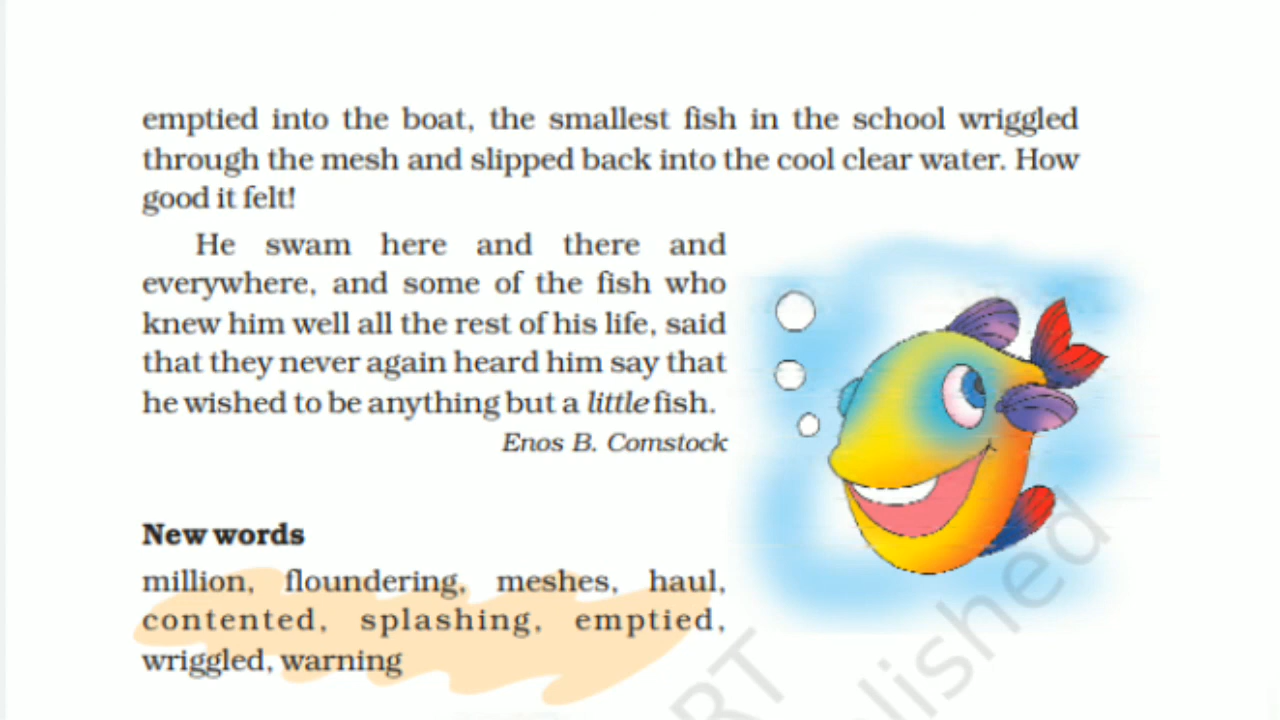 emptied into the boat, the smallest fish in the school wriggled
through the mesh and slipped back into the cool clear water. How
good it felt!
He swam here and there and
everywhere, and some of the fish who
knew him well all the rest of his life, said
that they never again heard him say that
he wished to be anything but a little fish.
Enos B. Comstock
New words
million, floundering, meshes, haul,
contented, splashing, emptied,
wriggled, warning